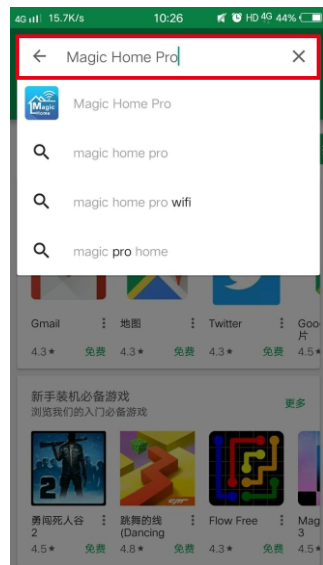 4G 15.7K/s 10:26 HD 4G 44%
Magic Home Pro
Magic Home
Magic Home Pro
magic home pro
magic home pro wifi
magic pro home
Gmail 地图 Twitter Goo
片
4.3★ 免费 4.3★ 免费 4.3★ 免费 4.5★
新手装机必备游戏
更多
浏览我们的入门必备游戏
2
勇闯死人谷 跳舞的线 Flow Free Mag
2 (Dancing 3
4.5★ 免费 4.8★ 免费 4.3★ 免费 4.5★